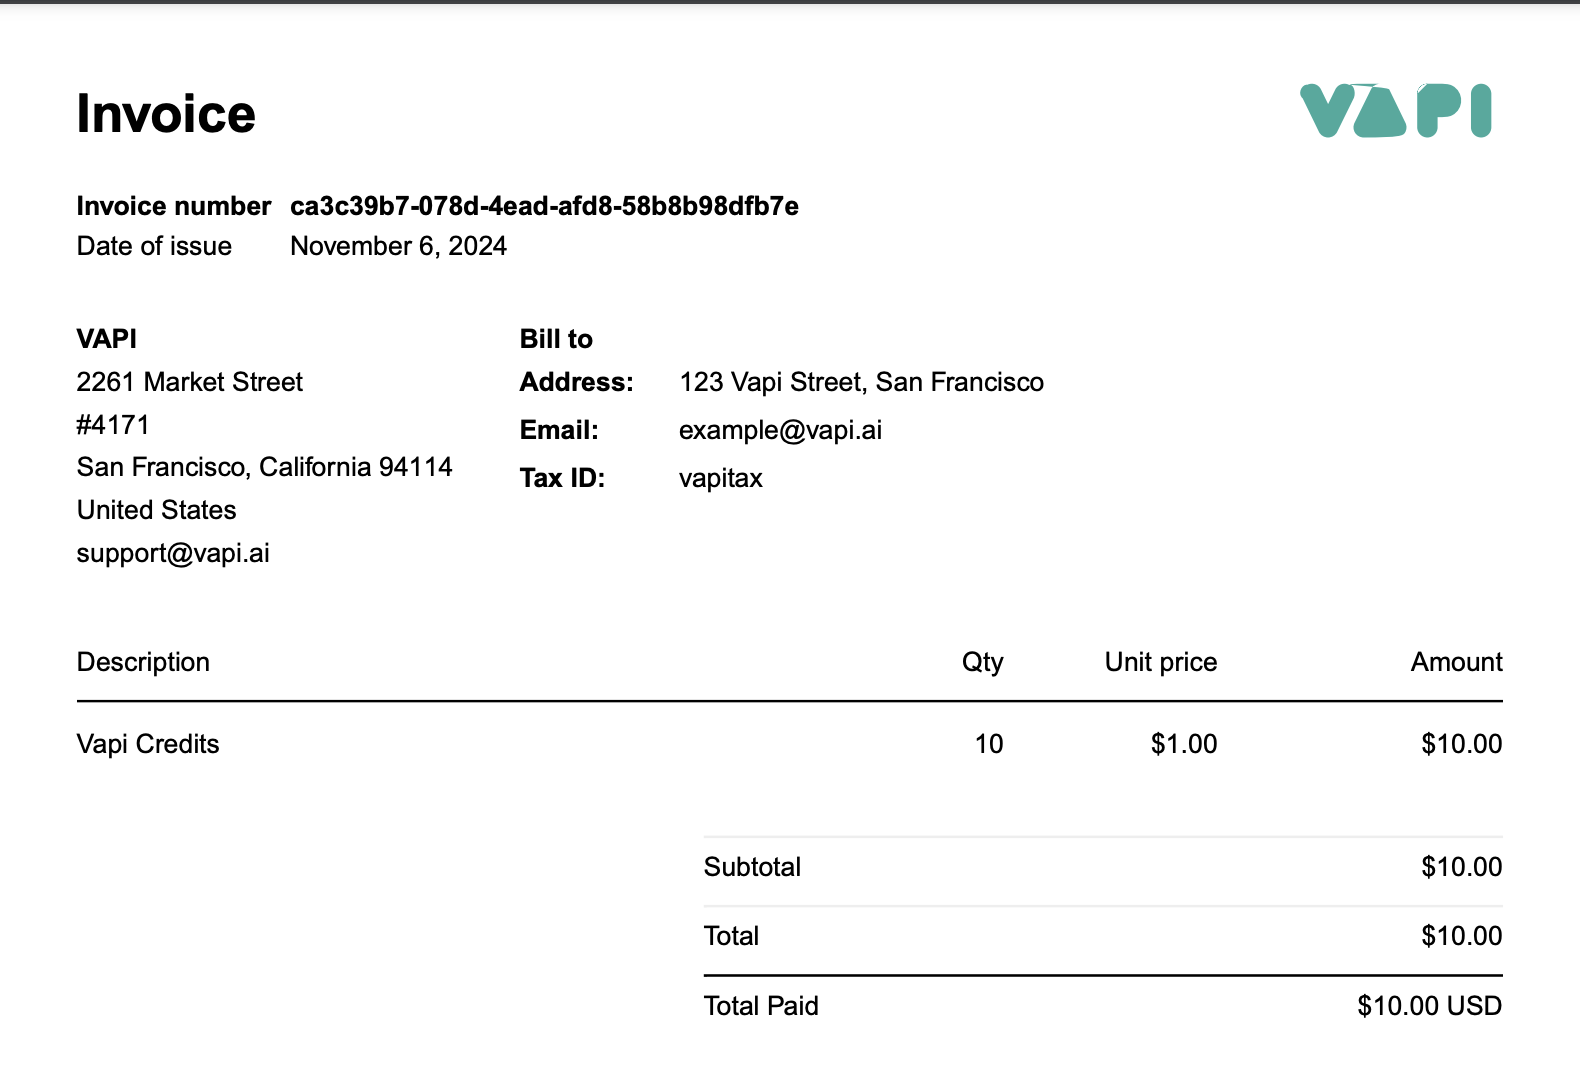 Invoice
VAPI
Invoice number ca3c39b7-078d-4ead-afd8-58b8b98dfb7e
Date of issue November 6, 2024
VAPI
2261 Market Street
#4171
San Francisco, California 94114
United States
support@vapi.ai
Bill to
Address: 123 Vapi Street, San Francisco
Email: example@vapi.ai
Tax ID: vapitax
Description Qty Unit price Amount
Vapi Credits 10 $1.00 $10.00
Subtotal $10.00
Total $10.00
Total Paid $10.00 USD